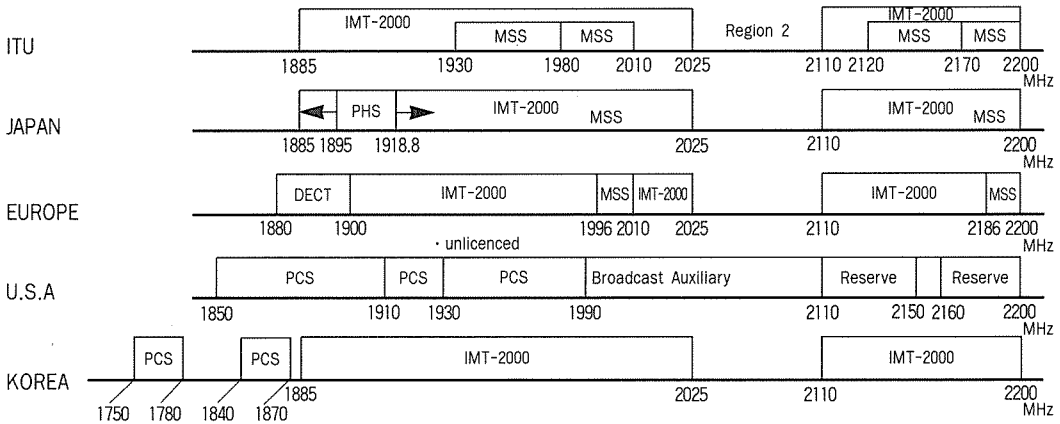 IMT-2000 IMT-2000
ITU MSS MSS Region 2 MSS MSS
1885 1930 1980 2010 2025 2110 2120 2170 2200
MHz
JAPAN PHS IMT-2000 MSS IMT-2000 MSS
1885 1895 1918.8 2025 2110 2200
MHz
EUROPE DECT IMT-2000 MSS IMT-2000 IMT-2000 MSS
1880 1900 1996 2010 2025 2110 2186 2200
MHz
· unlicenced
U.S.A PCS PCS PCS Broadcast Auxiliary Reserve Reserve
1850 1910 1930 1990 2110 2150 2160 2200
MHz
KOREA PCS PCS IMT-2000 IMT-2000
1750 1780 1840 1870 1885 2025 2110 2200
MHz